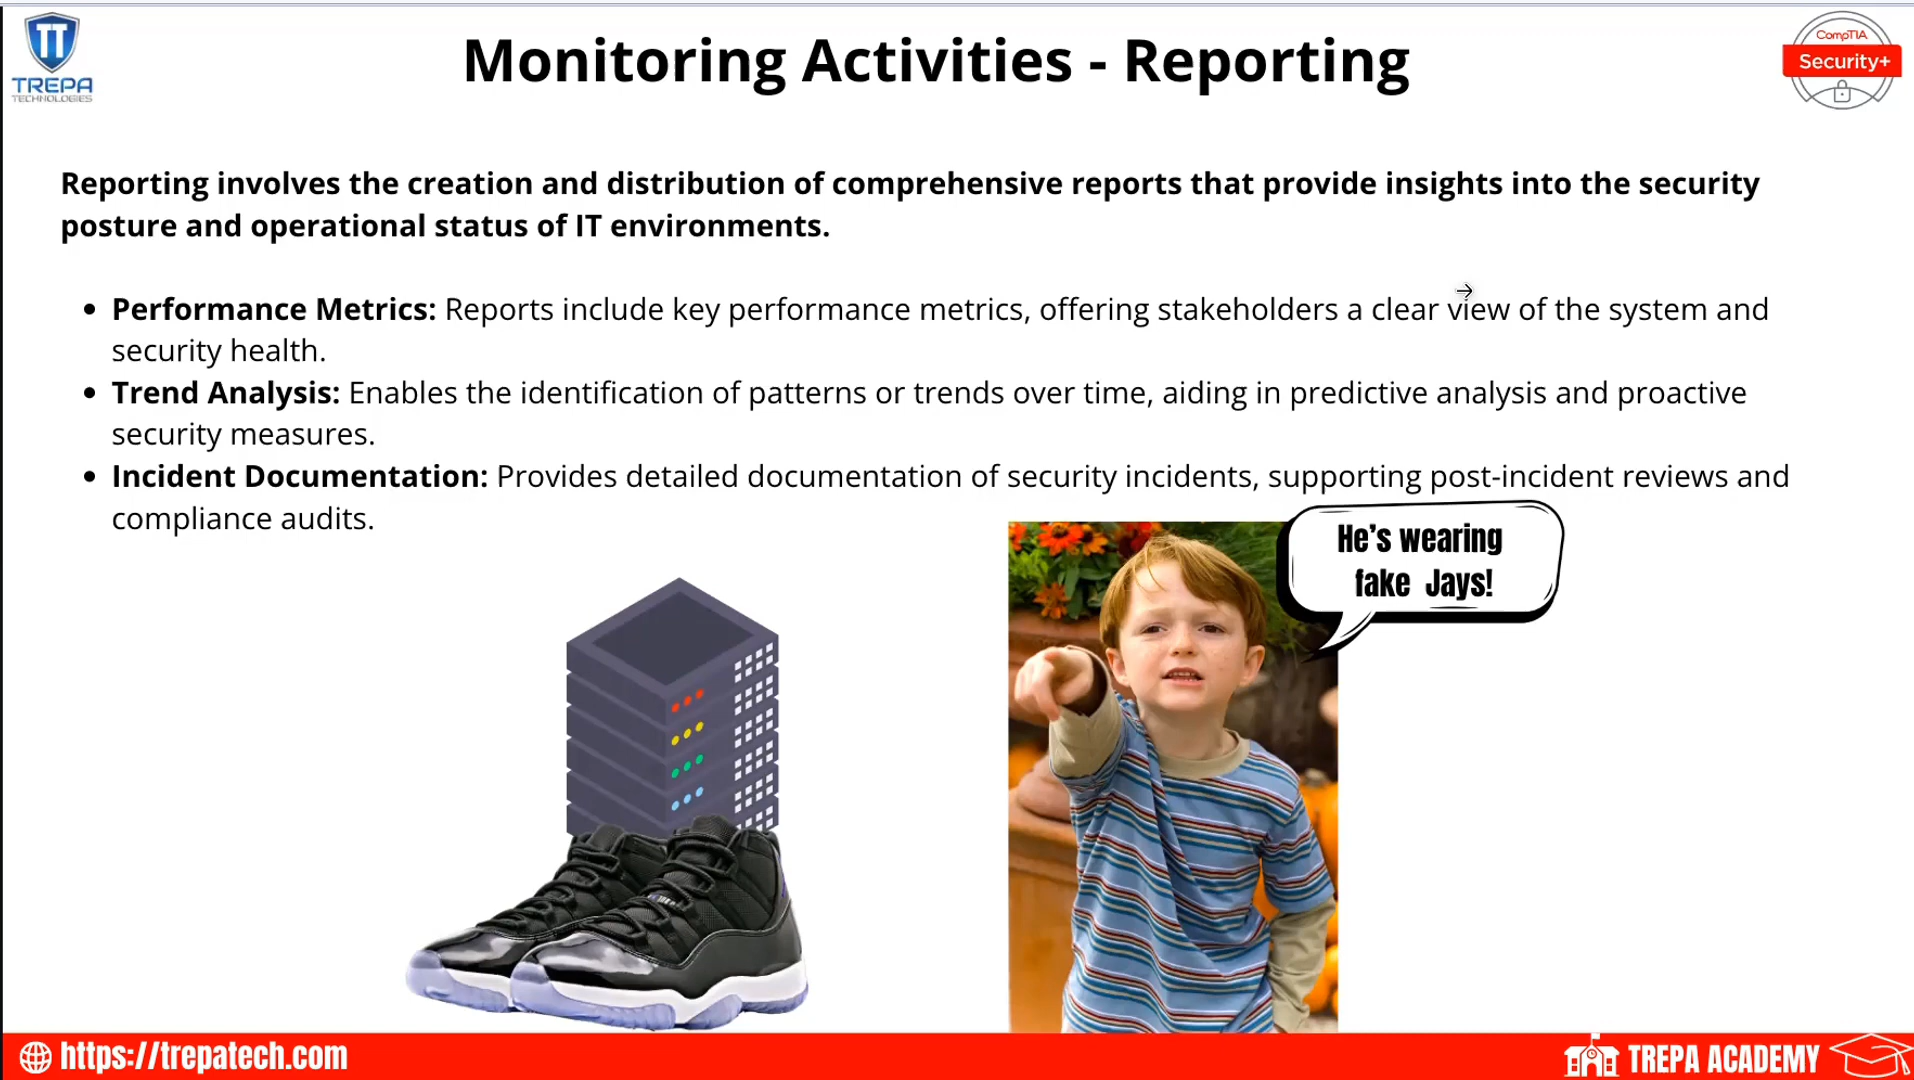 TREPA
TECHNOLOGIES
Monitoring Activities - Reporting
CompTIA
Security+
Reporting involves the creation and distribution of comprehensive reports that provide insights into the security
posture and operational status of IT environments.
• Performance Metrics: Reports include key performance metrics, offering stakeholders a clear view of the system and
security health.
• Trend Analysis: Enables the identification of patterns or trends over time, aiding in predictive analysis and proactive
security measures.
• Incident Documentation: Provides detailed documentation of security incidents, supporting post-incident reviews and
compliance audits.
He's wearing
fake Jays!
https://trepatech.com
TREPA ACADEMY